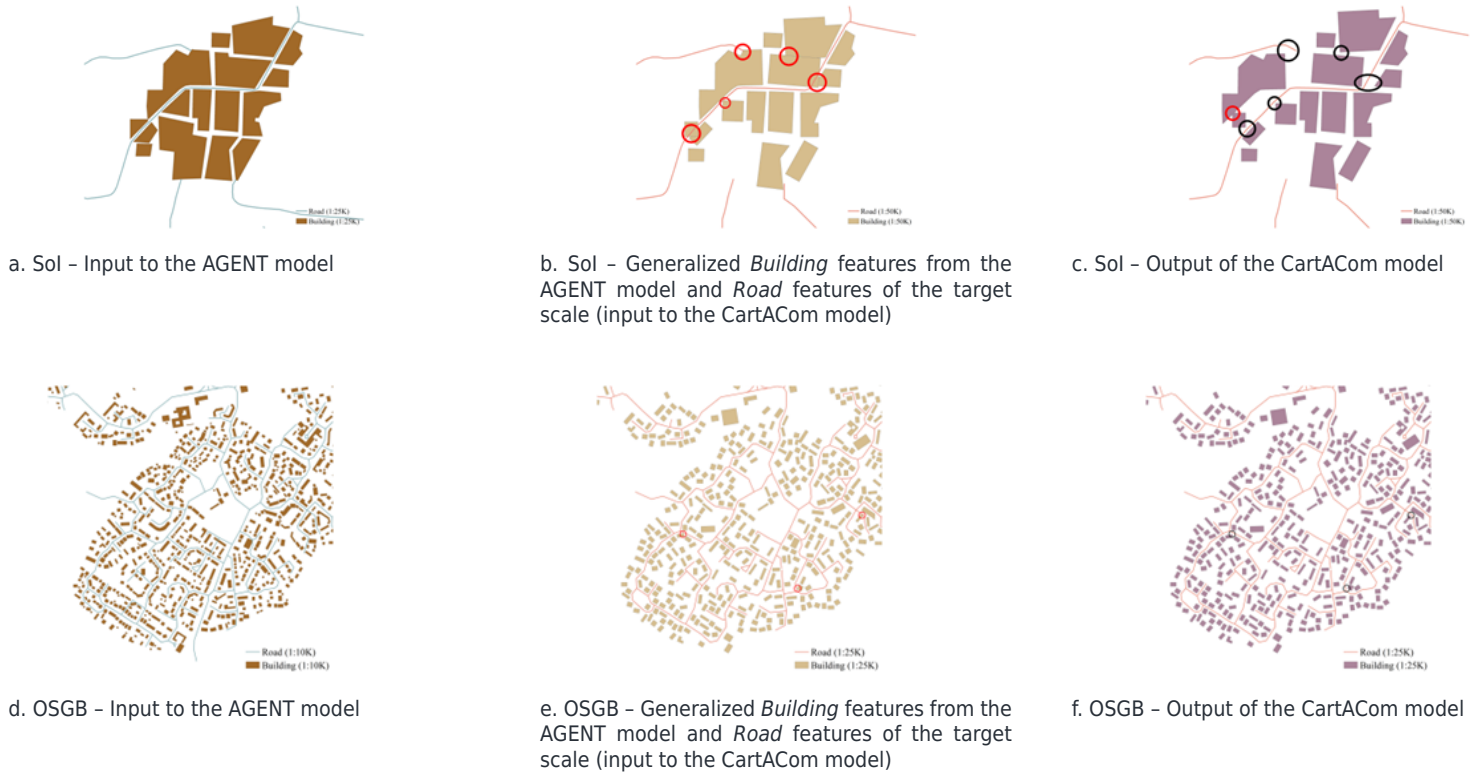 Road (1:25K)
Building (1:25K)
Road (1:50K)
Building (1:50K)
Road (1:50K)
Building (1:50K)
a. SoI – Input to the AGENT model
b. SoI – Generalized Building features from the
AGENT model and Road features of the target
scale (input to the CartACom model)
c. SoI – Output of the CartACom model
Road (1:10K)
Building (1:10K)
Road (1:25K)
Building (1:25K)
Road (1:25K)
Building (1:25K)
d. OSGB – Input to the AGENT model
e. OSGB – Generalized Building features from the
AGENT model and Road features of the target
scale (input to the CartACom model)
f. OSGB – Output of the CartACom model